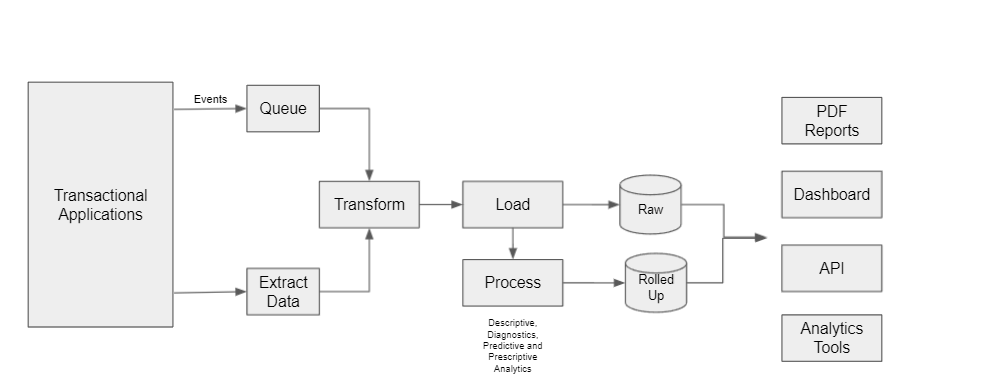 Transactional
Applications
Events
Queue
Extract
Data
Transform
Load
Process
Descriptive,
Diagnostics,
Predictive and
Prescriptive
Analytics
Raw
Rolled
Up
PDF
Reports
Dashboard
API
Analytics
Tools